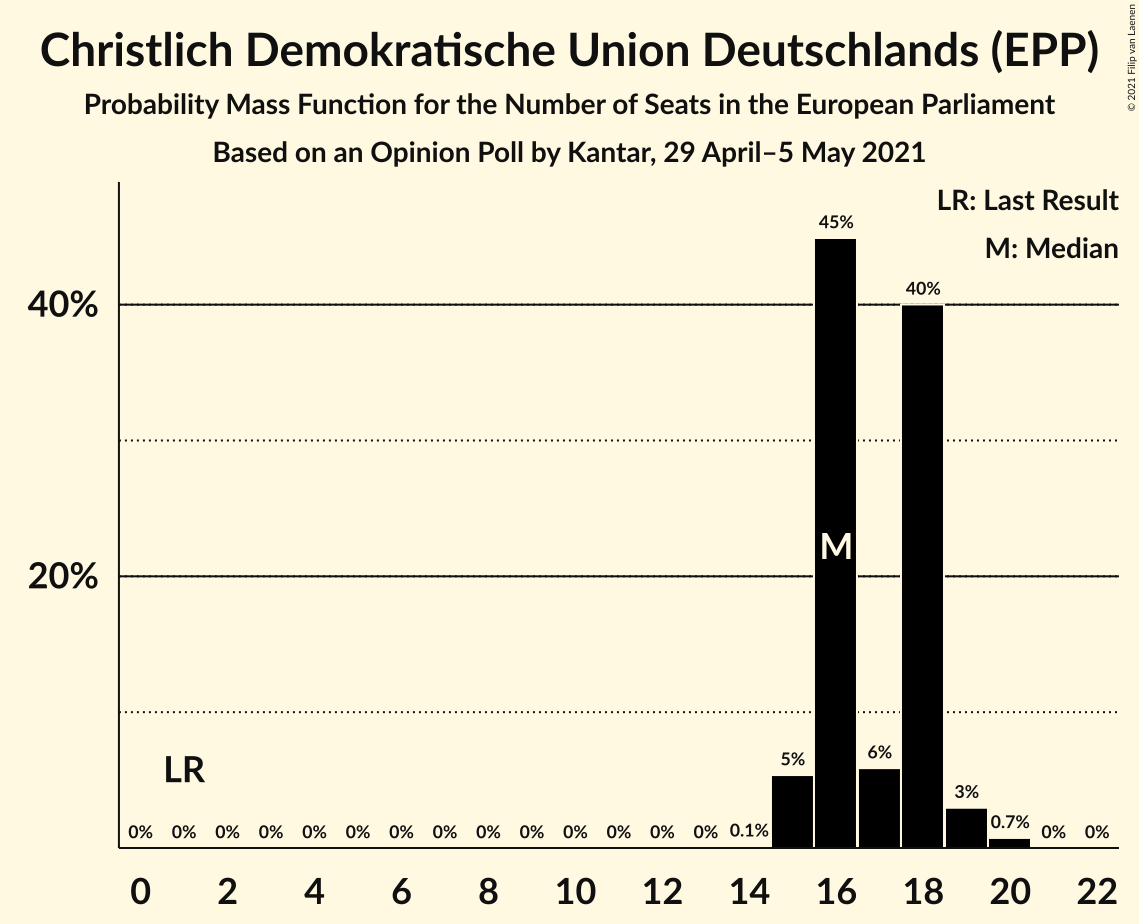 Christlich Demokratische Union Deutschlands (EPP)
Probability Mass Function for the Number of Seats in the European Parliament
Based on an Opinion Poll by Kantar, 29 April–5 May 2021
© 2021 Filip van Laenen
LR: Last Result
M: Median
45%
40%
40%
M
20%
LR
5%
6%
3%
0% 0% 0% 0% 0% 0% 0% 0% 0% 0% 0% 0% 0% 0% 0.1% 0.7% 0% 0%
0 2 4 6 8 10 12 14 16 18 20 22